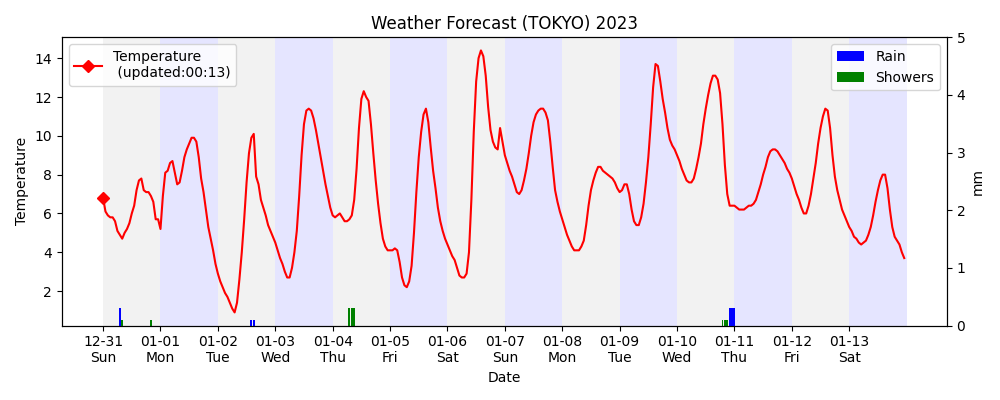 Weather Forecast (TOKYO) 2023
Temperature
(updated:00:13)
Rain
Showers
Temperature
14
12
10
8
6
4
2
5
4
3
2
1
0
mm
12-31 01-01 01-02 01-03 01-04 01-05 01-06 01-07 01-08 01-09 01-10 01-11 01-12 01-13
Sun Mon Tue Wed Thu Fri Sat Sun Mon Tue Wed Thu Fri Sat
Date